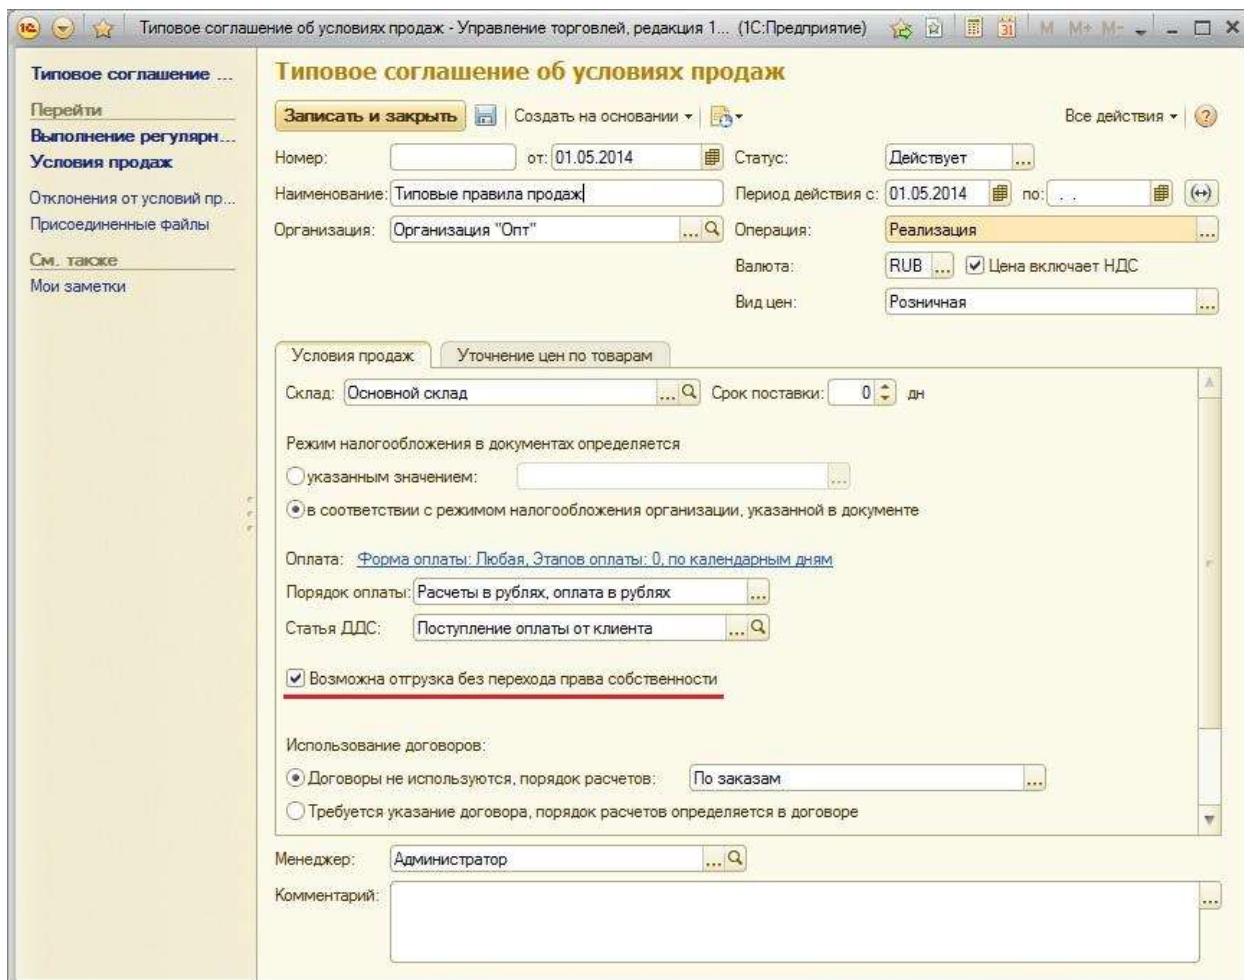 Типовое соглашение об условиях продаж - Управление торговлей, редакция 1... (1С:Предприятие)
M M+ M-
31
Типовое соглашение ...
Перейти
Выполнение регулярн...
Условия продаж
Отклонения от условий пр...
Присоединенные файлы
См. также
Мои заметки
Типовое соглашение об условиях продаж
Записать и закрыть Создать на основании Все действия ?
Номер: от: 01.05.2014 Статус: Действует ...
Наименование: Типовые правила продаж Период действия с: 01.05.2014 по: . .
Организация: Организация "Опт" ... Операция: Реализация ...
Валюта: RUB ... Цена включает НДС
Вид цен: Розничная ...
Условия продаж Уточнение цен по товарам
Склад: Основной склад ... Срок поставки: 0 дн
Режим налогообложения в документах определяется
указанным значением: ...
в соответствии с режимом налогообложения организации, указанной в документе
Оплата: Форма оплаты: Любая, Этапов оплаты: 0, по календарным дням
Порядок оплаты: Расчеты в рублях, оплата в рублях ...
Статья ДДС: Поступление оплаты от клиента ...
Возможна отгрузка без перехода права собственности
Использование договоров:
Договоры не используются, порядок расчетов: По заказам ...
Требуется указание договора, порядок расчетов определяется в договоре
Менеджер: Администратор ...
Комментарий: ...